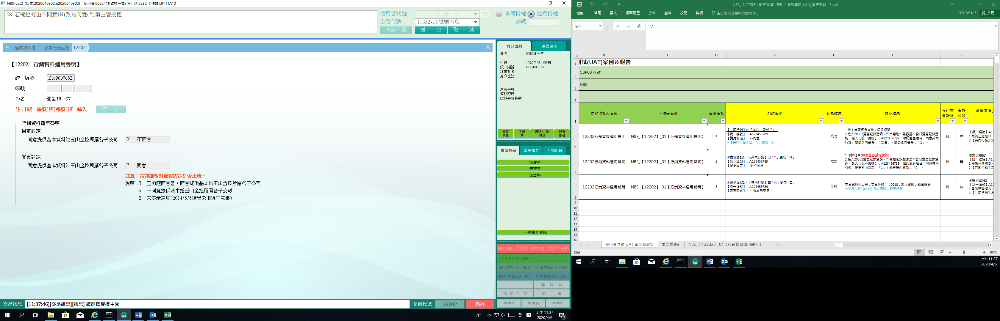 NBS-uat2 (版本:2020040302.b2020040302) 使用者:00224(測試櫃一寅) 分行別:9232 工作站:L9711A10
08-若欄位有由不同意(N)改為同意(Y)須主管授權
使用者代號 00224-測試櫃一寅 22 本機授權 遠端授權
主管代號 11352-測試櫃丙兔 密碼
查詢印鑑 送 出 取 消
顧客資料建.. 顧客行銷註記 12202
【12202 行銷資料運用聲明】
統一編號 E199000062
帳號
戶名 測試施一六
註：[統一編號]與[帳號]擇一輸入 下一步
行銷資料運用聲明
目前設定
同意提供基本資料給玉山金控所屬各子公司 N - 不同意
變更設定
同意提供基本資料給玉山金控所屬各子公司 Y - 同意
注意：請詳細核對顧客約定是否正確。
說明：Y：已徵題同意書，同意提供基本給玉山金控所屬各子公司
N：不同意提供基本給玉山金控所屬各子公司
Z：未表示意見(2014/6/6後尚未徵得同意書)
身分識別 產品往來
姓名 測試施一三
生日 1970年03月03日
統一編號 E199000035
理專姓名
身分註記
注意事項
簡訊密碼
近期事故異動
顧客資訊 手續費 通路/共同行銷 顧客影像
推薦商品 重要事件 互動記錄
無資料
無資料
無資料
一般轉介登錄
服務號碼： 0000 等候時間： 00分00秒
V I P:0人 00分
個人交易:0人 00分 企業交易:0人 00分
開戶/申請:0人 00分 外匯業務:0人 00分
再 呼 叫
預 約 叫 號 結 束
無資料 無資料 無資料
交易訊息 [11:37:46][交易訊息][訊息] 請選擇授權主管 交易代號 12202 執行
英 上午 11:37
2020/4/6 3
NBS_【12202行銷資料運用聲明】測試案例_V1.1_測資盤點 - Excel
檔案 常用 插入 版面配置 公式 資料 校閱 檢視 告訴我您想要執行的動作... TEST19125 共用
M6 fx V
B C D G H I J K
1 測試(UAT)案例＆報告
2 CBP03 存款
3 NBS
4
5 功能代號及名稱 工作表名稱 情境編號 測試案例 交易結果 預期結果 是否有會計帳 會計分錄
6 12202行銷資料運用聲明 NBS_【12202】_01【行銷資料運用聲明】 1
【共同行銷】由「空白」變成「Y」
【統一編號】：A123456789
【變更設定】：Y-同意
**【共同行銷】由「N」變成「Y」
成功
1.待主管覆核授權後，印錄短單
2.進入20301變更紀錄查詢，作業類別2-顧客基本資料變更記錄查詢，輸入【統一編號】：A123456789，確認變更項目「同意共同行銷」變更前內容為：「空白」，變更後內容為：「1」。
N 無
【統一編號】A12
1.需為已建檔ID
2.【共同行銷】預
7 12202行銷資料運用聲明 NBS_【12202】_01【行銷資料運用聲明】 2
承案例編號1，【共同行銷】由「Y」變成「N」
【統一編號】：A123456789
【變更設定】：N-不同意
成功
1.印錄短單(無需主管授權覆核)
2.進入20301變更紀錄查詢，作業類別2-顧客基本資料變更記錄查詢，輸入【統一編號】：A123456789，確認變更項目「同意共同行銷」變更前內容為：「1」，變更後內容為：「0」。
N 無
承案例編號1
【統一編號】A12
1.需為已建檔ID，
2.【共同行銷】為
8 12202行銷資料運用聲明 NBS_【12202】_01【行銷資料運用聲明】 3
承案例編號2，【共同行銷】由「N」變成「Z」
【統一編號】：A123456789
【變更設定】：Z-未表示意見
失敗
交易訊息列出現：交易失敗：﹝0918﹞輸入資料之範圍錯誤
**交易失敗: [0918] 輸入資料之範圍錯誤
N 無
承案例編號2
【統一編號】A12
1.需為已建檔ID，
2.【共同行銷】為
9
10
11
12
13
14
15
16
使用者測試(UAT)案例＆報告 本交易統計 NBS_【12202】_01【行銷資料運用聲明】
就緒 80%
上午 11:37
2020/4/6